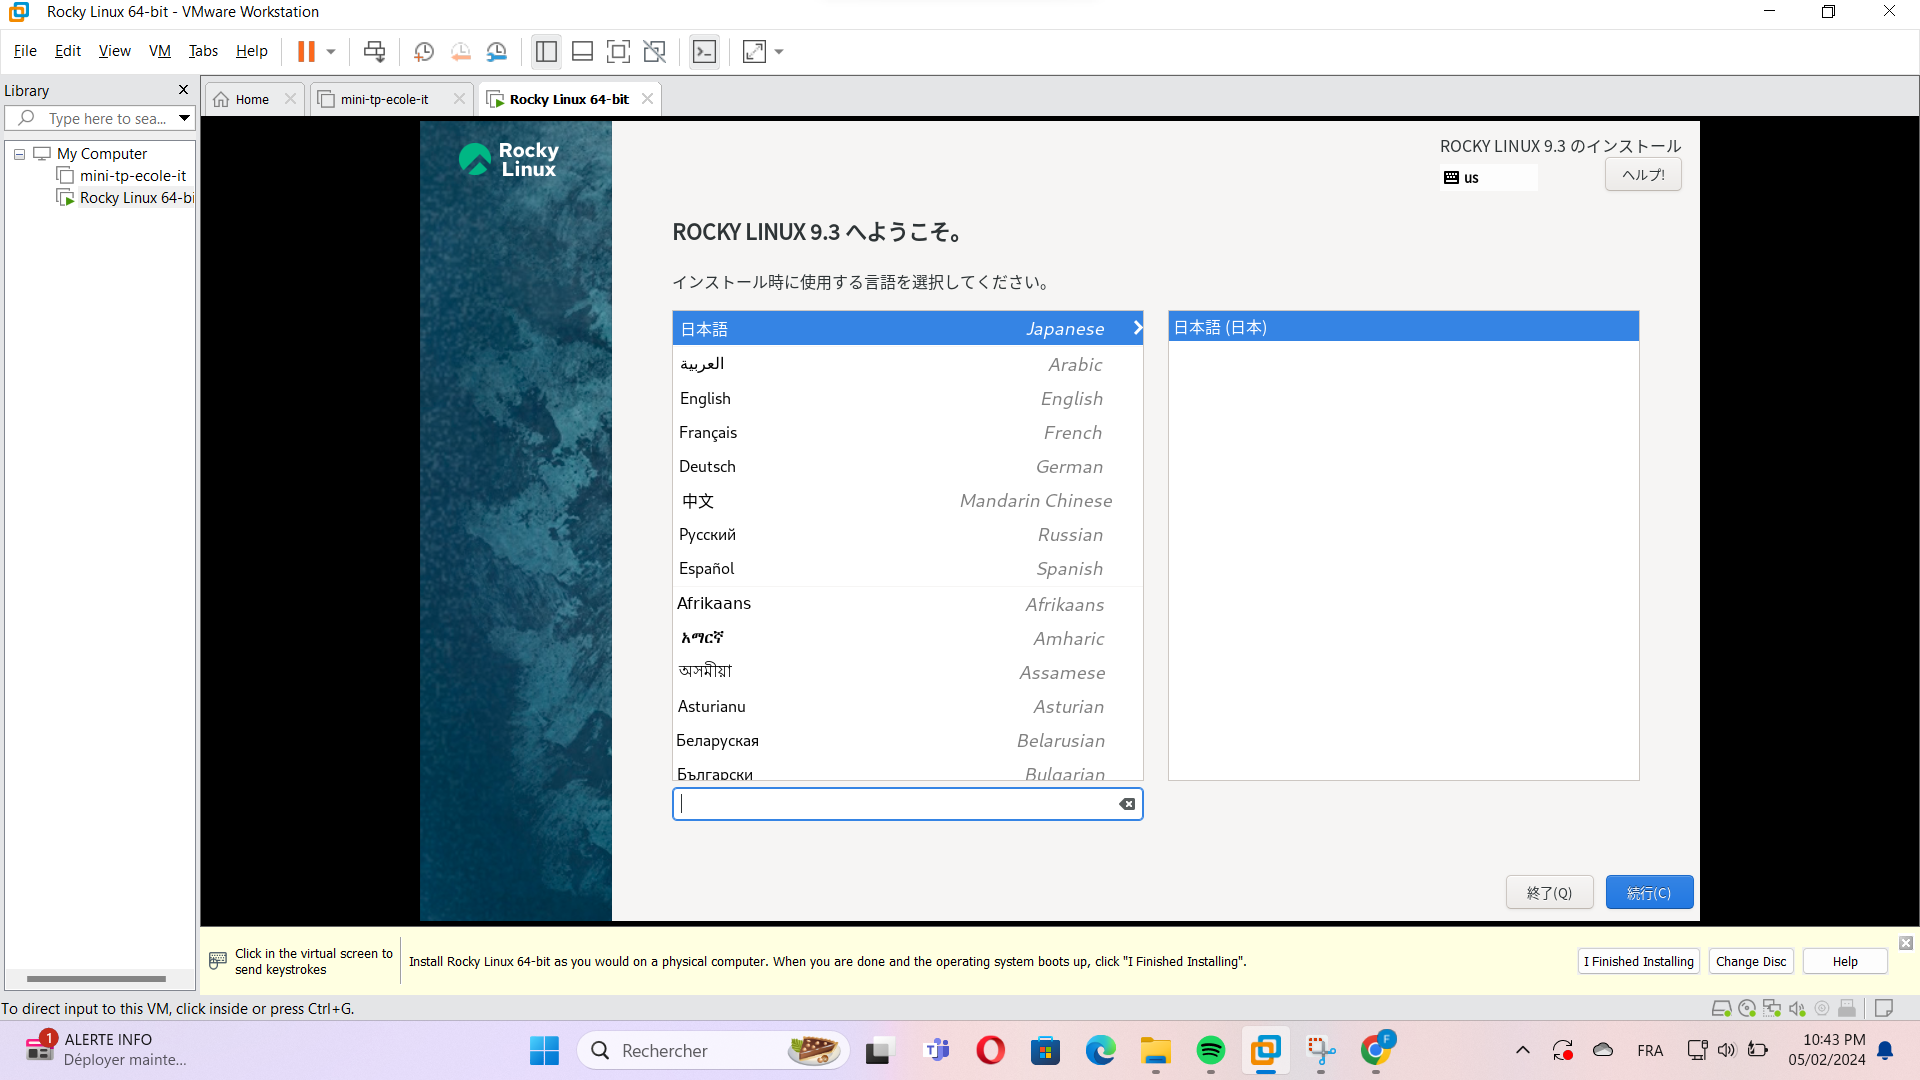 Rocky Linux 64-bit - VMware Workstation
File Edit View VM Tabs Help
Library
Home
mini-tp-ecole-it
Rocky Linux 64-bit
Type here to sea...
My Computer
mini-tp-ecole-it
Rocky Linux 64-bi
Rocky
Linux
ROCKY LINUX 9.3 のインストール
us
ヘルプ!
ROCKY LINUX 9.3 へようこそ。
インストール時に使用する言語を選択してください。
日本語 Japanese
日本語 (日本)
العربية Arabic
English English
Français French
Deutsch German
中文 Mandarin Chinese
Русский Russian
Español Spanish
Afrikaans Afrikaans
አማርኛ Amharic
অসমীয়া Assamese
Asturianu Asturian
Беларуская Belarusian
Български Bulgarian
終了(Q)
続行(C)
Click in the virtual screen to
send keystrokes
Install Rocky Linux 64-bit as you would on a physical computer. When you are done and the operating system boots up, click "I Finished Installing".
I Finished Installing
Change Disc
Help
To direct input to this VM, click inside or press Ctrl+G.
1
ALERTE INFO
Déployer mainte...
Rechercher
F
FRA
10:43 PM
05/02/2024